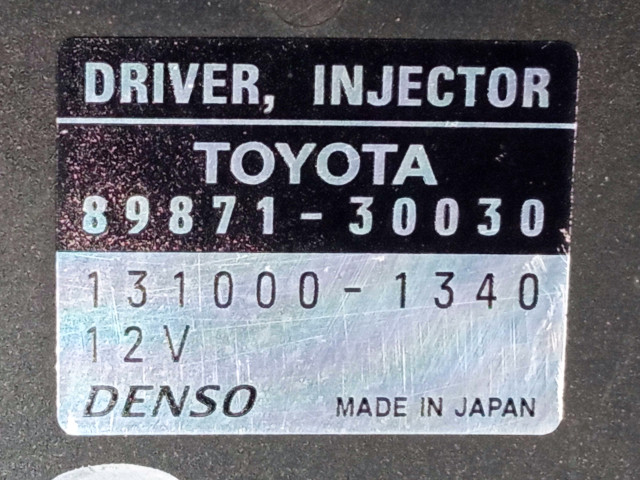 DRIVER, INJECTOR
TOYOTA
89871-30030
131000-1340
12V
DENSO MADE IN JAPAN